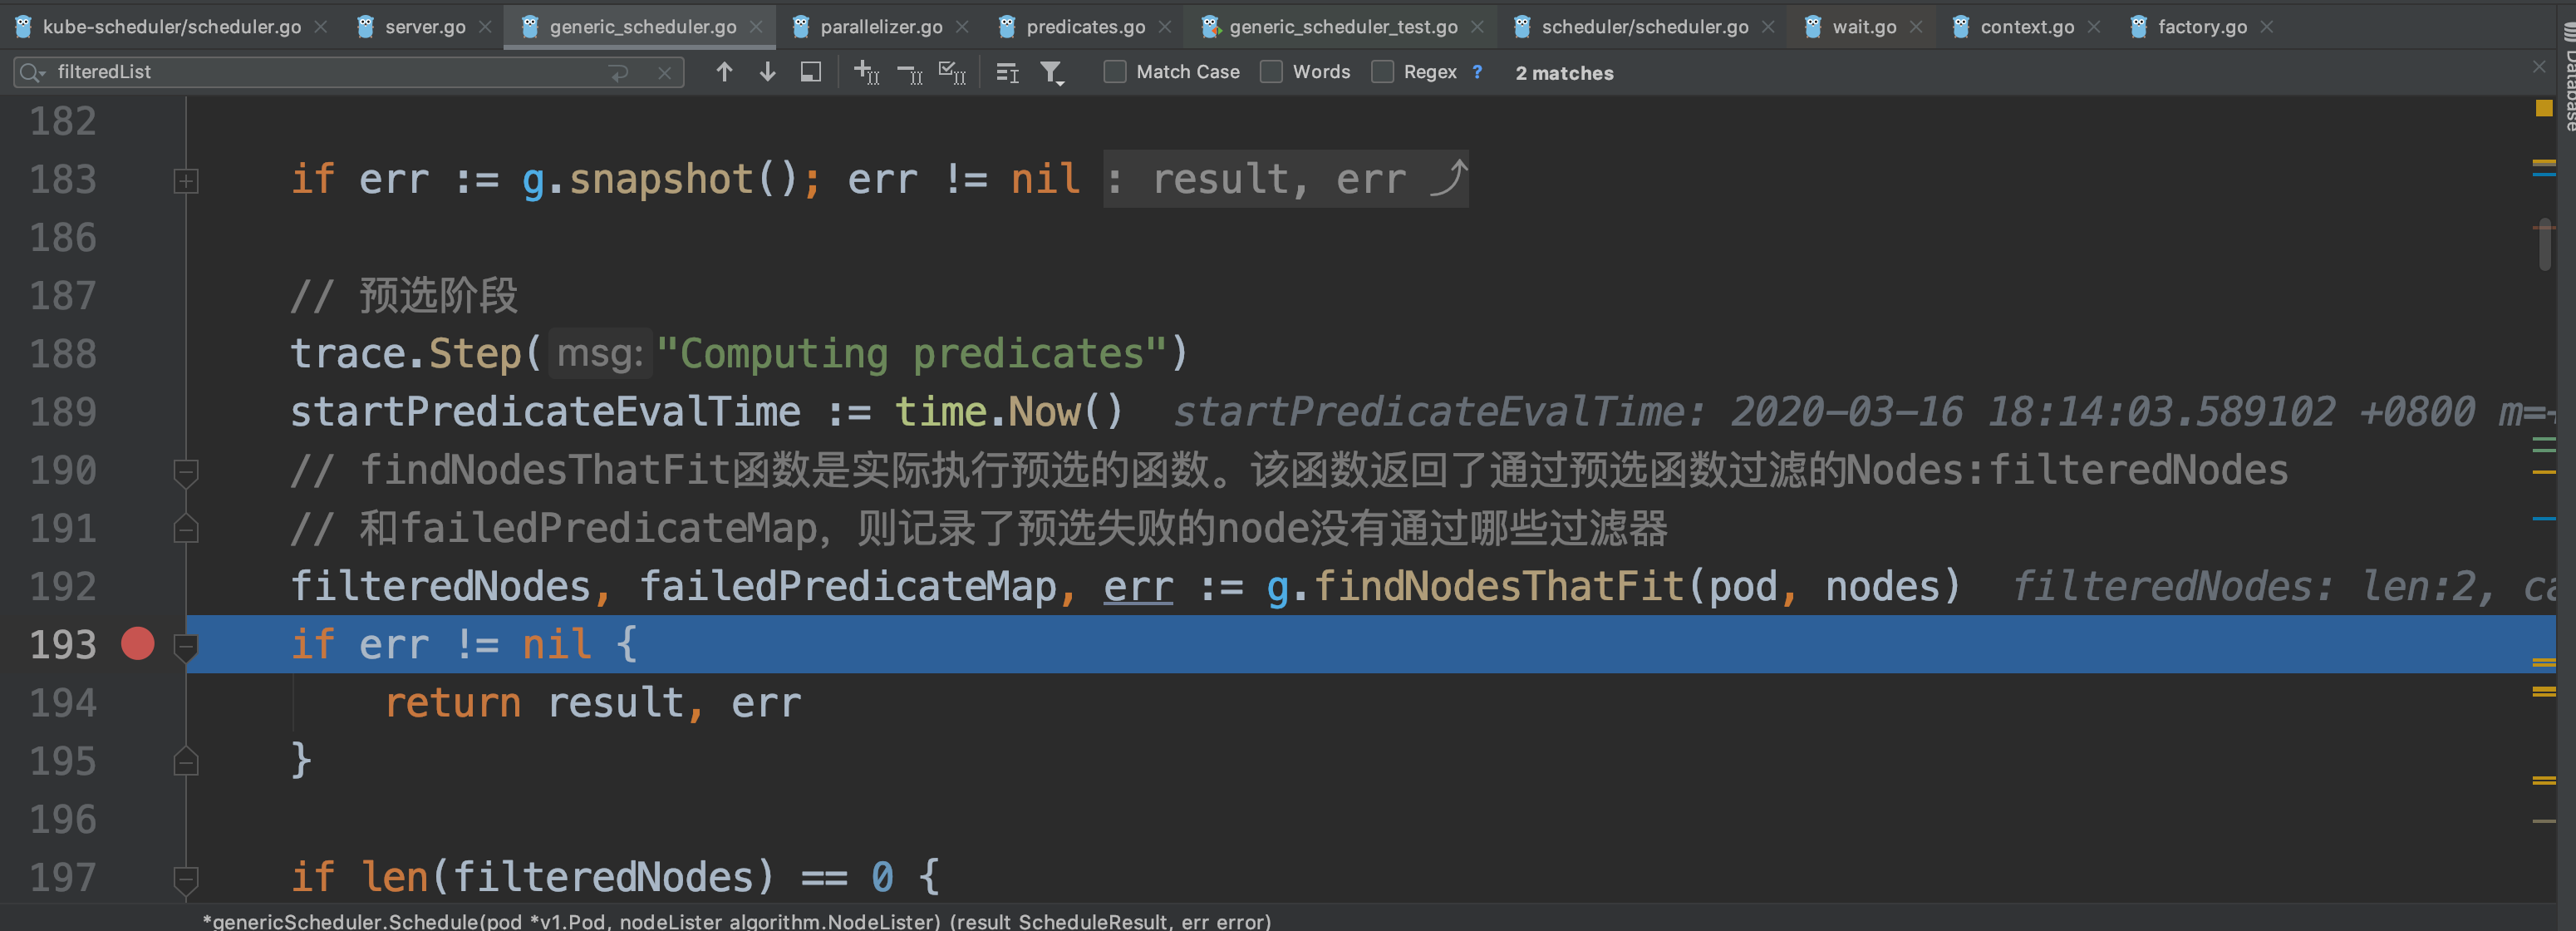 kube-scheduler/scheduler.go server.go generic_scheduler.go parallelizer.go predicates.go generic_scheduler_test.go scheduler/scheduler.go wait.go context.go factory.go
filteredList Match Case Words Regex ? 2 matches
Database
182
183 if err := g.snapshot(); err != nil : result, err
186
187 // 预选阶段
188 trace.Step( msg: "Computing predicates")
189 startPredicateEvalTime := time.Now() startPredicateEvalTime: 2020-03-16 18:14:03.589102 +0800 m=+
190 // findNodesThatFit函数是实际执行预选的函数。该函数返回了通过预选函数过滤的Nodes:filteredNodes
191 // 和failedPredicateMap，则记录了预选失败的node没有通过哪些过滤器
192 filteredNodes, failedPredicateMap, err := g.findNodesThatFit(pod, nodes) filteredNodes: len:2, ca
193 if err != nil {
194 return result, err
195 }
196
197 if len(filteredNodes) == 0 {
*genericScheduler.Schedule(pod *v1.Pod, nodeLister algorithm.NodeLister) (result ScheduleResult, err error)